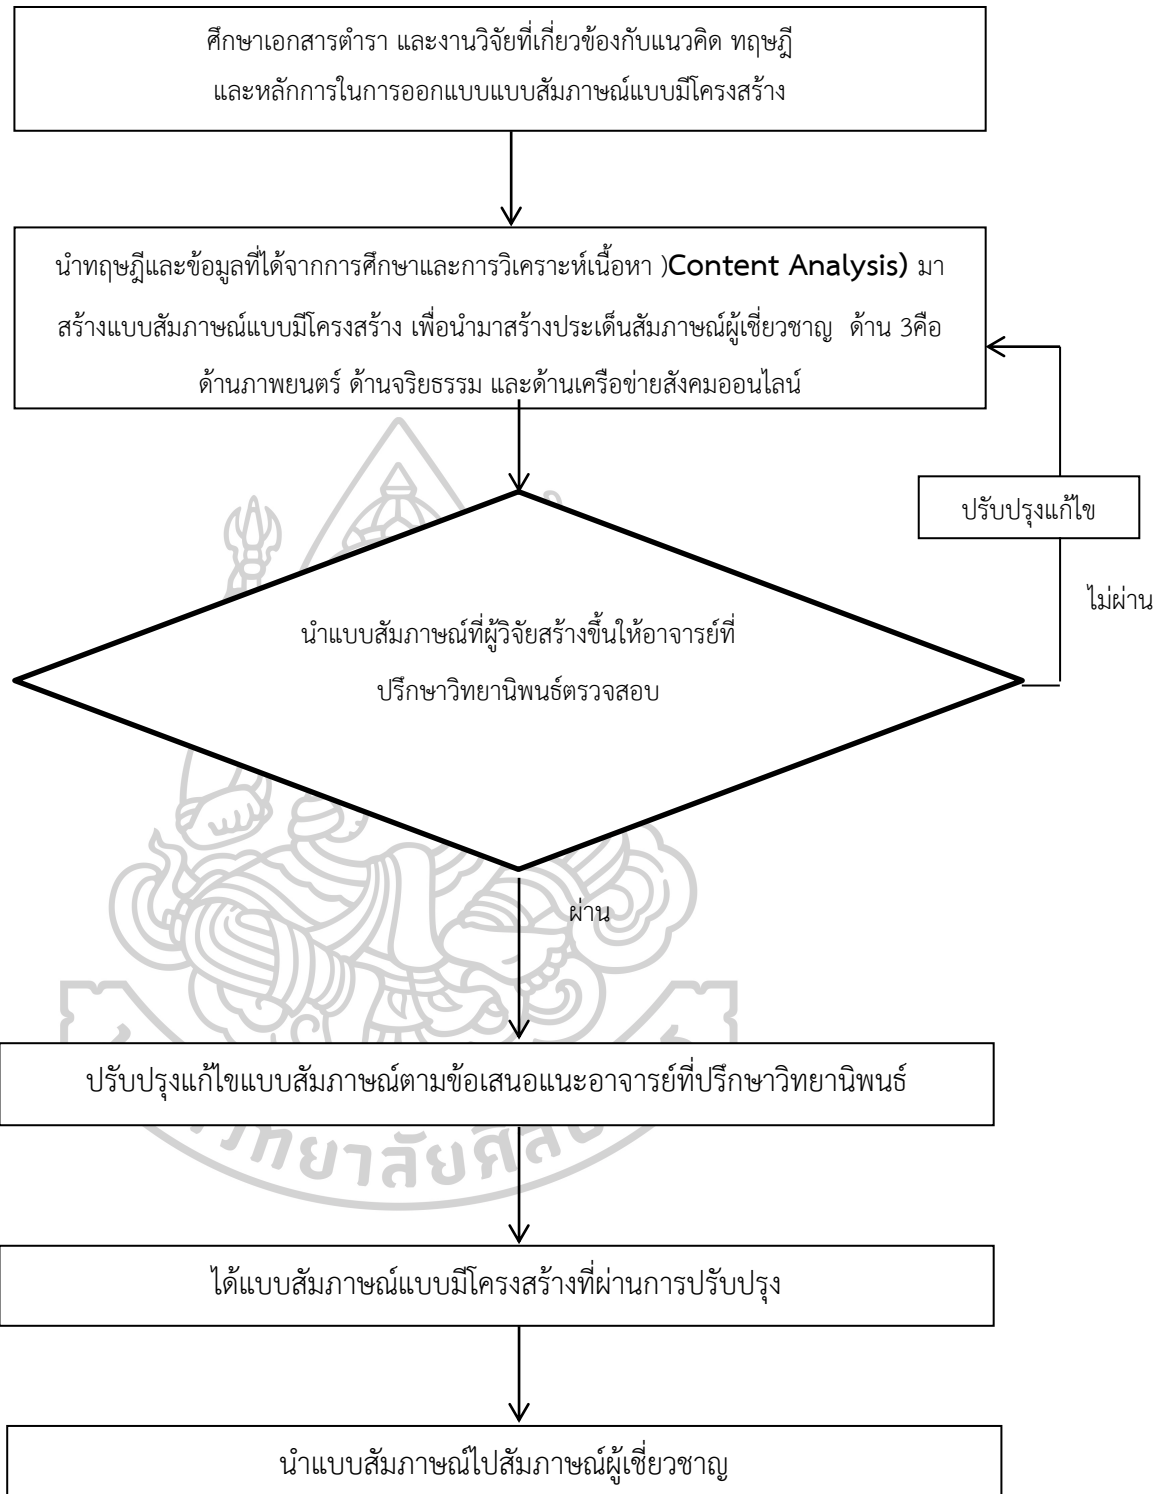 ศึกษาเอกสารตำรา และงานวิจัยที่เกี่ยวข้องกับแนวคิด ทฤษฎี
และหลักการในการออกแบบแบบสัมภาษณ์แบบมีโครงสร้าง
นำทฤษฎีและข้อมูลที่ได้จากการศึกษาและการวิเคราะห์เนื้อหา )Content Analysis) มา
สร้างแบบสัมภาษณ์แบบมีโครงสร้าง เพื่อนำมาสร้างประเด็นสัมภาษณ์ผู้เชี่ยวชาญ ด้าน 3คือ
ด้านภาพยนตร์ ด้านจริยธรรม และด้านเครือข่ายสังคมออนไลน์
ปรับปรุงแก้ไข
ไม่ผ่าน
นำแบบสัมภาษณ์ที่ผู้วิจัยสร้างขึ้นให้อาจารย์ที่
ปรึกษาวิทยานิพนธ์ตรวจสอบ
ผ่าน
ปรับปรุงแก้ไขแบบสัมภาษณ์ตามข้อเสนอแนะอาจารย์ที่ปรึกษาวิทยานิพนธ์
ได้แบบสัมภาษณ์แบบมีโครงสร้างที่ผ่านการปรับปรุง
นำแบบสัมภาษณ์ไปสัมภาษณ์ผู้เชี่ยวชาญ